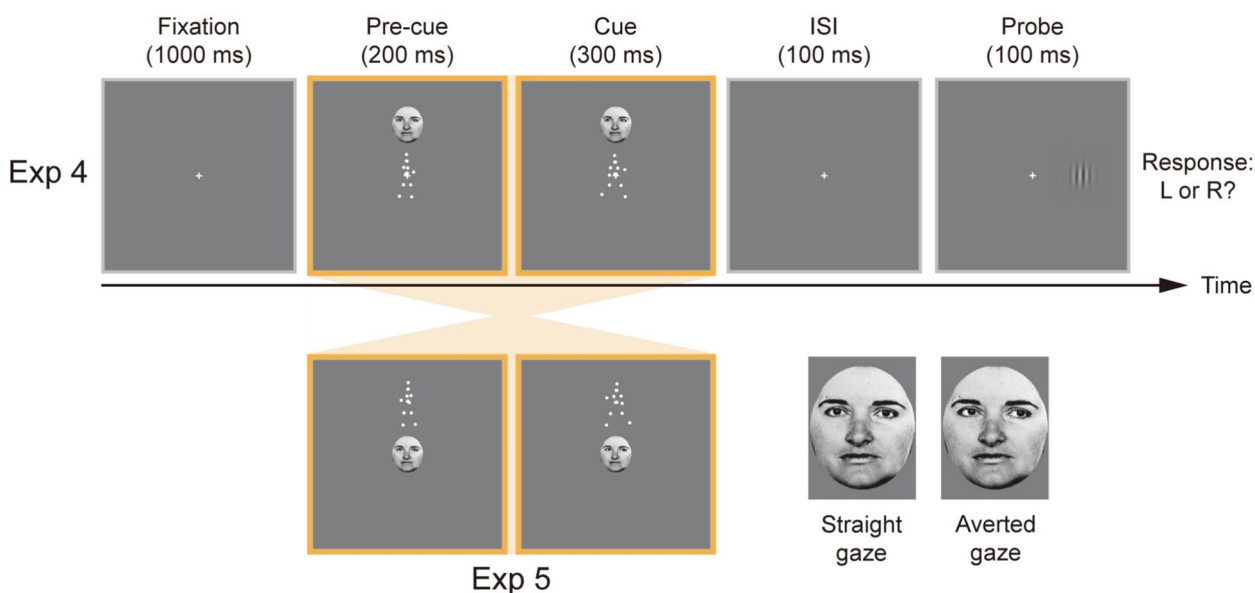 Fixation
(1000 ms)
Pre-cue
(200 ms)
Cue
(300 ms)
ISI
(100 ms)
Probe
(100 ms)
Exp 4
Response:
L or R?
Time
Straight
gaze
Averted
gaze
Exp 5